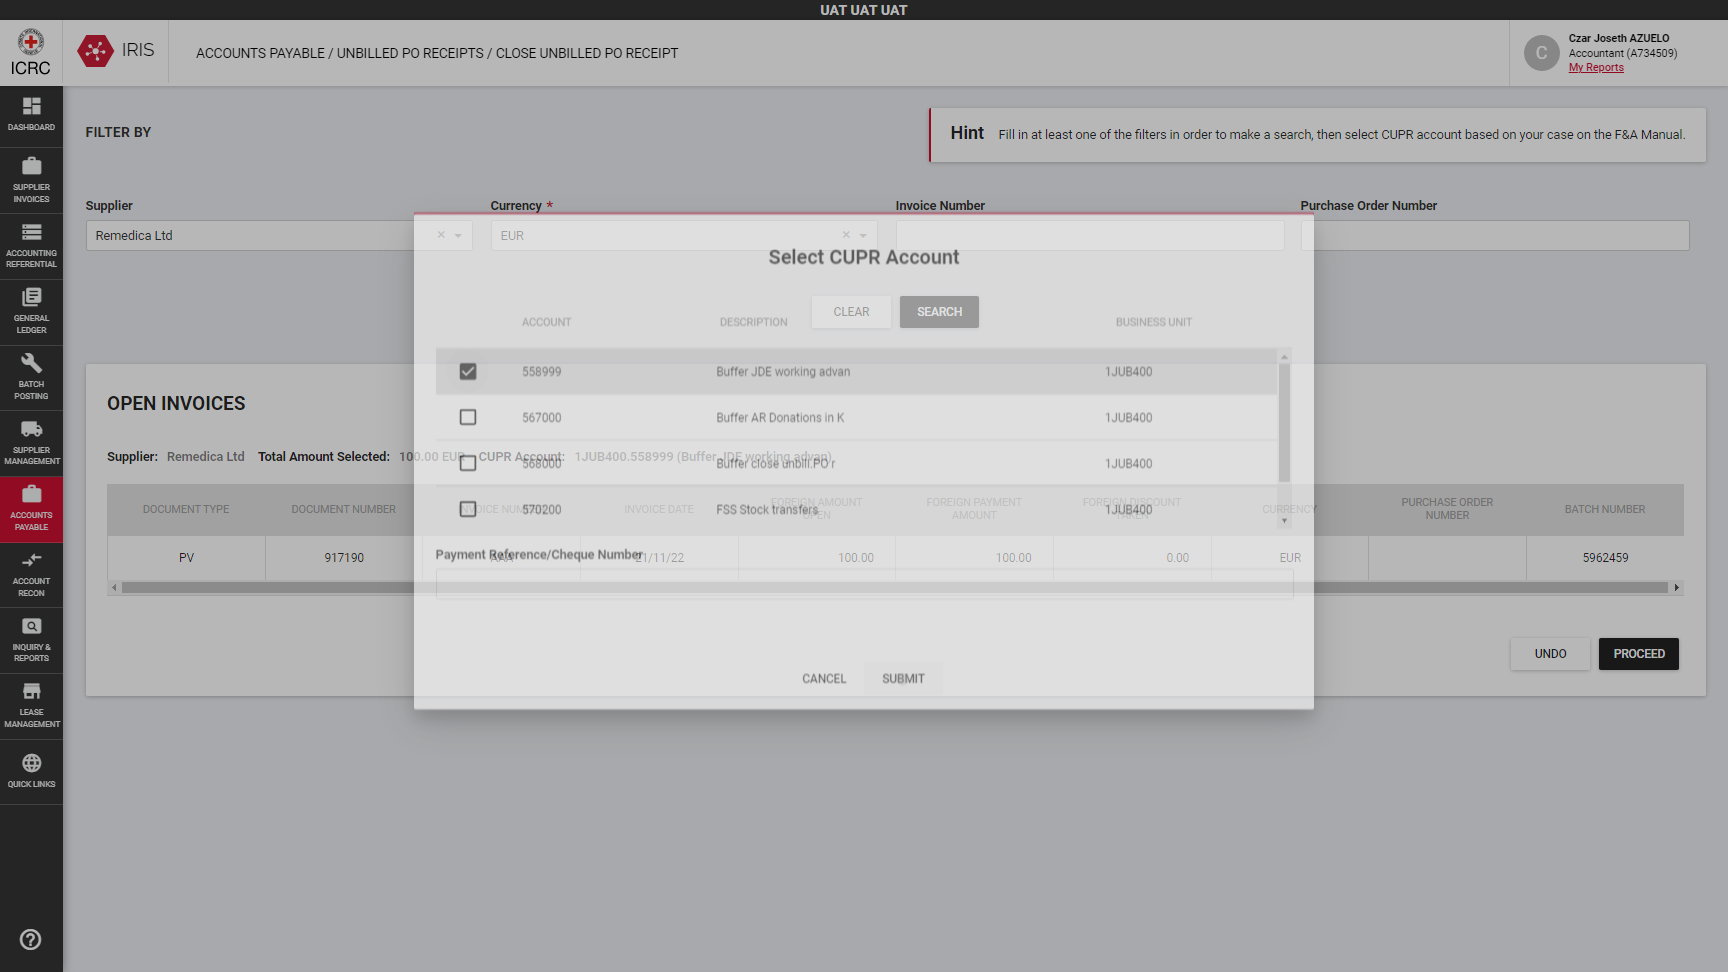 UAT UAT UAT
ICRC
IRIS
ACCOUNTS PAYABLE / UNBILLED PO RECEIPTS / CLOSE UNBILLED PO RECEIPT
C
Czar Joseth AZUELO
Accountant (A734509)
My Reports
DASHBOARD
SUPPLIER
INVOICES
ACCOUNTING
REFERENTIAL
GENERAL
LEDGER
BATCH
POSTING
SUPPLIER
MANAGEMENT
ACCOUNTS
PAYABLE
ACCOUNT
RECON
INQUIRY &
REPORTS
LEASE
MANAGEMENT
QUICK LINKS
FILTER BY
Hint Fill in at least one of the filters in order to make a search, then select CUPR account based on your case on the F&A Manual.
Supplier
Remedica Ltd
Currency *
EUR
Invoice Number
Purchase Order Number
CLEAR
SEARCH
Select CUPR Account
ACCOUNT DESCRIPTION BUSINESS UNIT
558999 Buffer JDE working advan 1JUB400
567000 Buffer AR Donations in K 1JUB400
568000 Buffer close unbill.PO r 1JUB400
570200 FSS Stock transfers 1JUB400
Payment Reference/Cheque Number
CANCEL
SUBMIT
OPEN INVOICES
Supplier: Remedica Ltd Total Amount Selected: 100.00 EUR CUPR Account: 1JUB400.558999 (Buffer JDE working advan)
DOCUMENT TYPE DOCUMENT NUMBER INVOICE NUMBER INVOICE DATE FOREIGN AMOUNT OPEN FOREIGN PAYMENT AMOUNT FOREIGN DISCOUNT TAKEN CURRENCY PURCHASE ORDER NUMBER BATCH NUMBER
PV 917190 AAA 21/11/22 100.00 100.00 0.00 EUR 5962459
UNDO
PROCEED